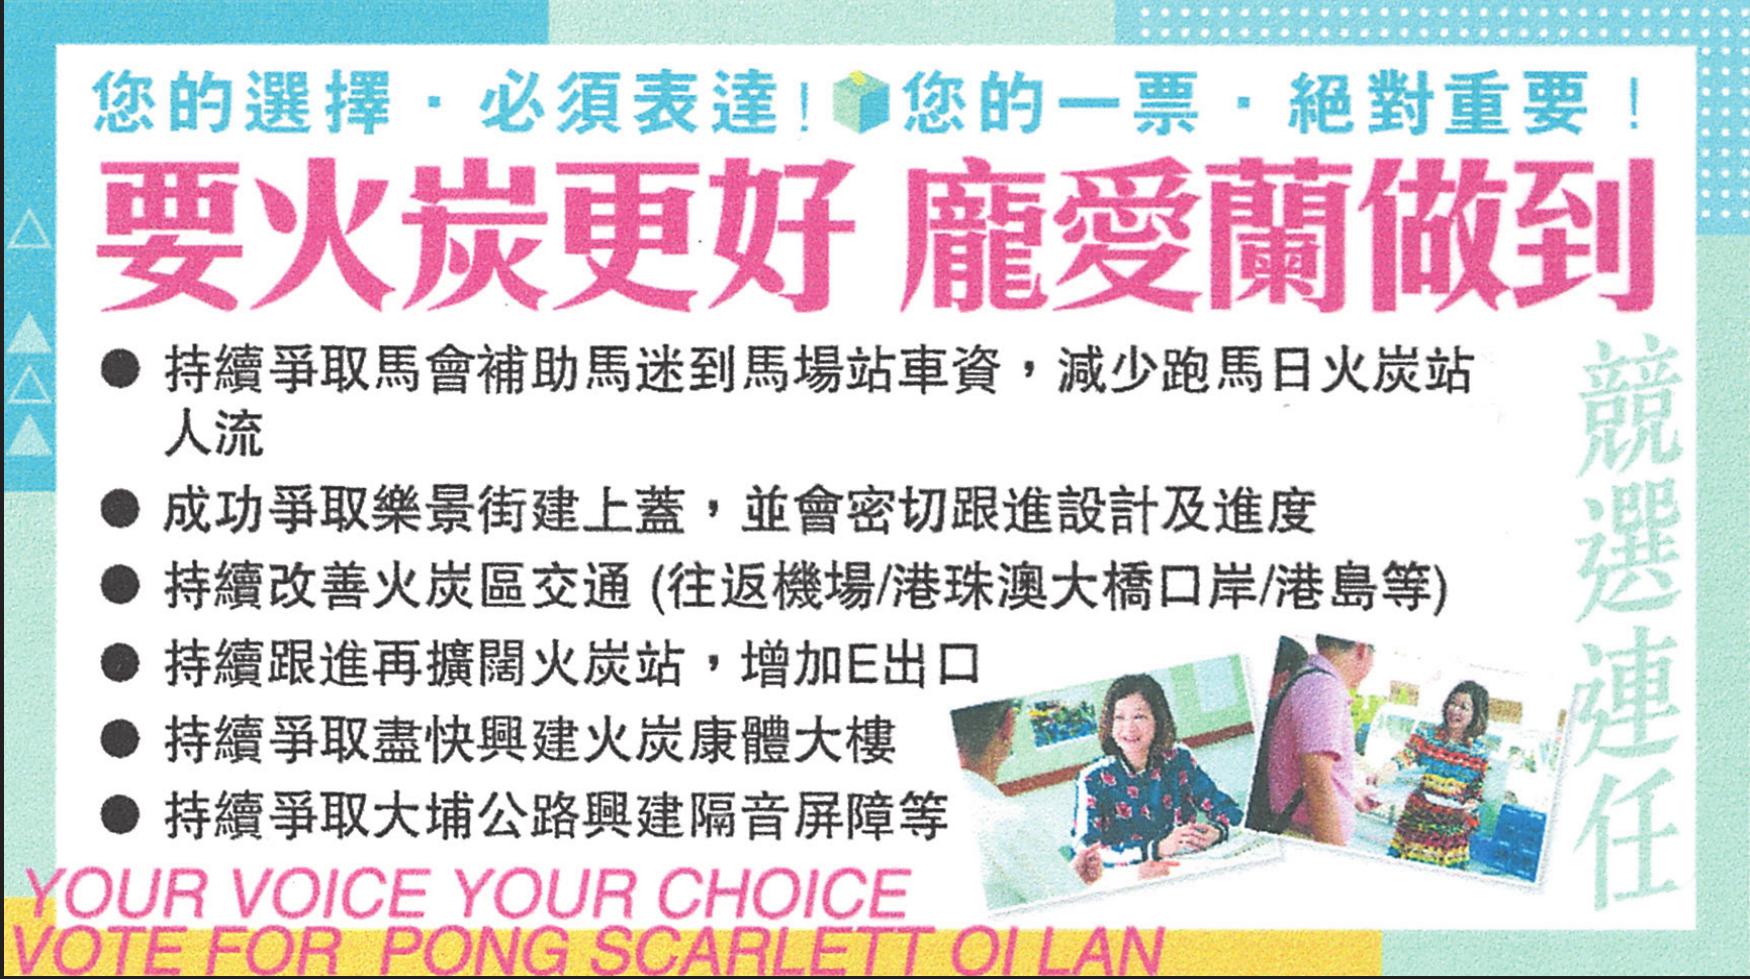 您的選擇・必須表達!您的一票・絕對重要!
要火炭更好 龐愛蘭做到
● 持續爭取馬會補助馬迷到馬場站車資，減少跑馬日火炭站
人流
● 成功爭取樂景街建上蓋，並會密切跟進設計及進度
● 持續改善火炭區交通 (往返機場/港珠澳大橋口岸/港島等)
● 持續跟進再擴闊火炭站，增加E出口
● 持續爭取盡快興建火炭康體大樓
● 持續爭取大埔公路興建隔音屏障等
競選連任
YOUR VOICE YOUR CHOICE
VOTE FOR PONG SCARLETT OI LAN